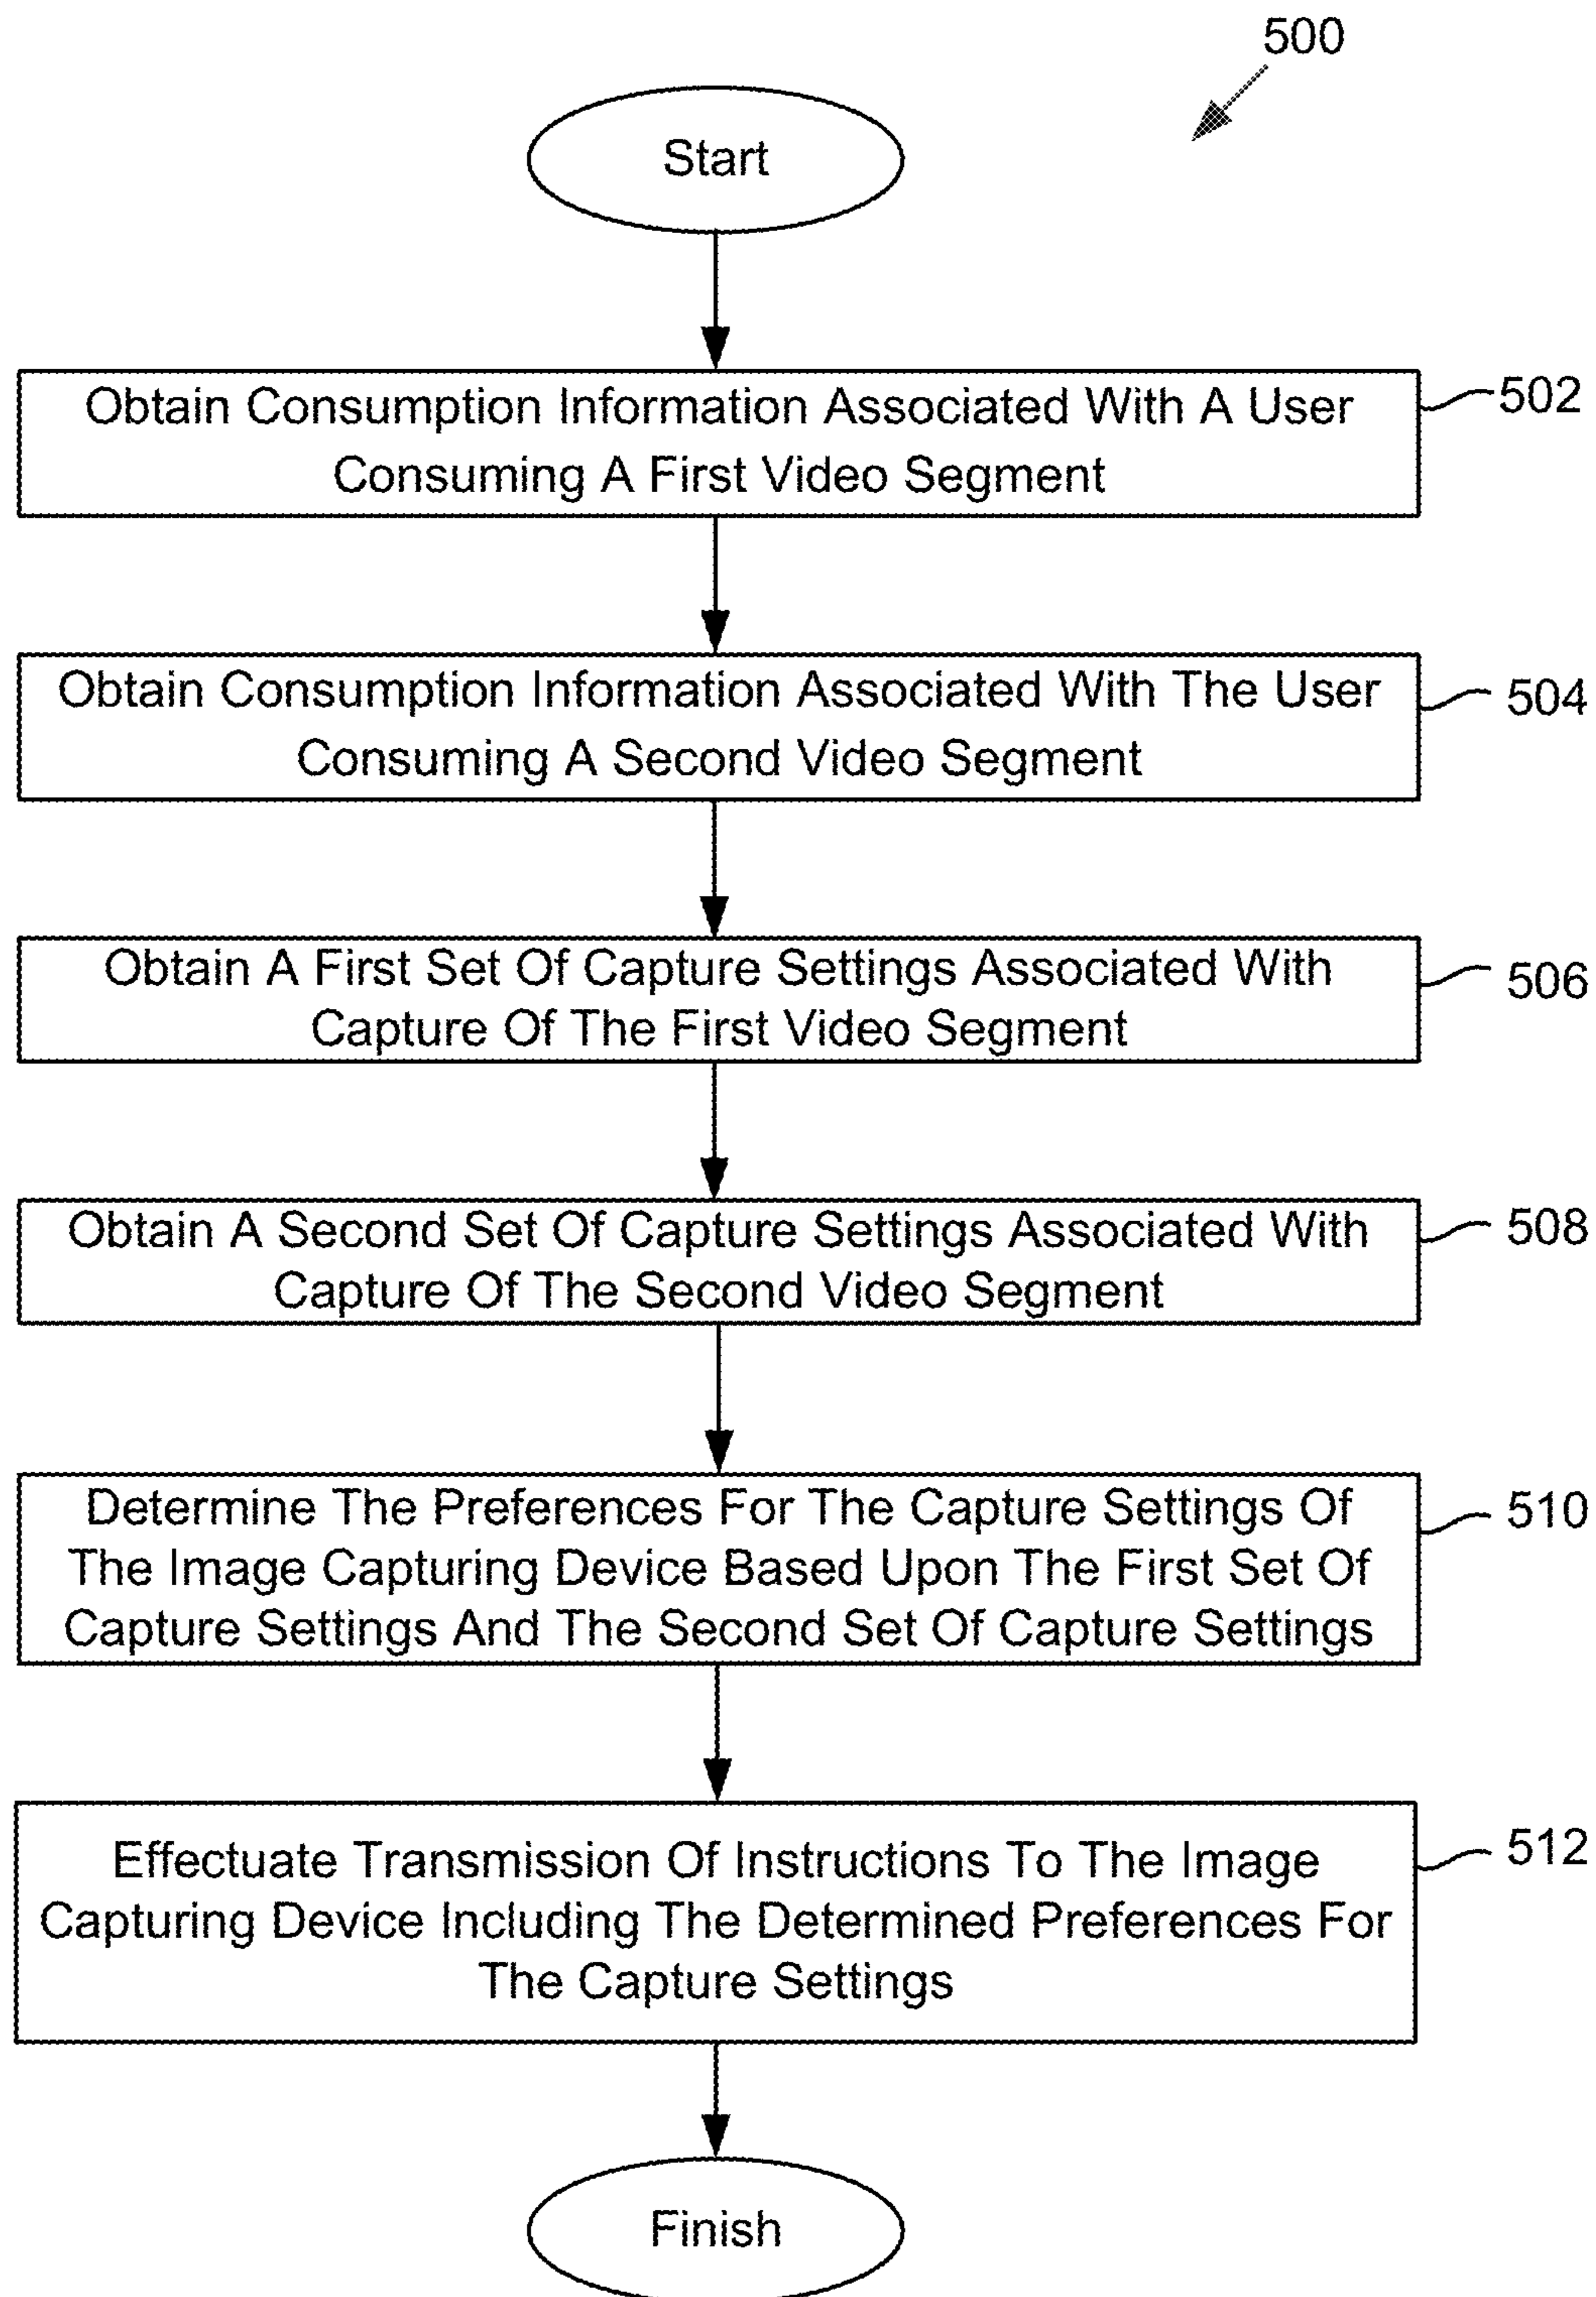 500
Start
Obtain Consumption Information Associated With A User
Consuming A First Video Segment
502
Obtain Consumption Information Associated With The User
Consuming A Second Video Segment
504
Obtain A First Set Of Capture Settings Associated With
Capture Of The First Video Segment
506
Obtain A Second Set Of Capture Settings Associated With
Capture Of The Second Video Segment
508
Determine The Preferences For The Capture Settings Of
The Image Capturing Device Based Upon The First Set Of
Capture Settings And The Second Set Of Capture Settings
510
Effectuate Transmission Of Instructions To The Image
Capturing Device Including The Determined Preferences For
The Capture Settings
512
Finish